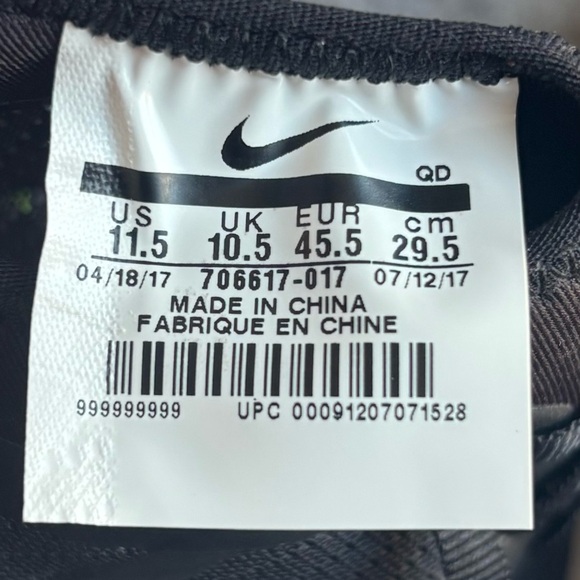 QD
US UK EUR cm
11.5 10.5 45.5 29.5
04/18/17 706617-017 07/12/17
MADE IN CHINA
FABRIQUE EN CHINE
999999999 UPC 00091207071528